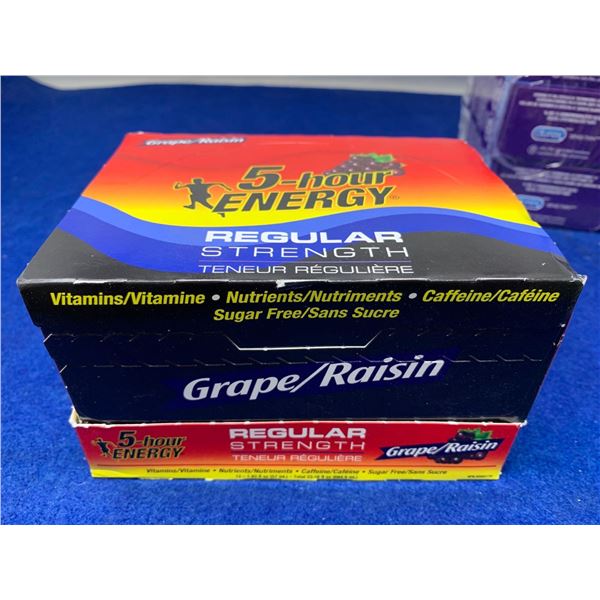 Grape/Raisin
5-hour
ENERGY®
REGULAR
STRENGTH
TENEUR RÉGULIÈRE
Vitamins/Vitamine • Nutrients/Nutriments • Caffeine/Caféine
Sugar Free/Sans Sucre
Grape/Raisin
5-hour
ENERGY
REGULAR
STRENGTH
TENEUR RÉGULIÈRE
Grape/Raisin
Vitamins/Vitamine • Nutrients/Nutriments • Caffeine/Caféine • Sugar Free/Sans Sucre